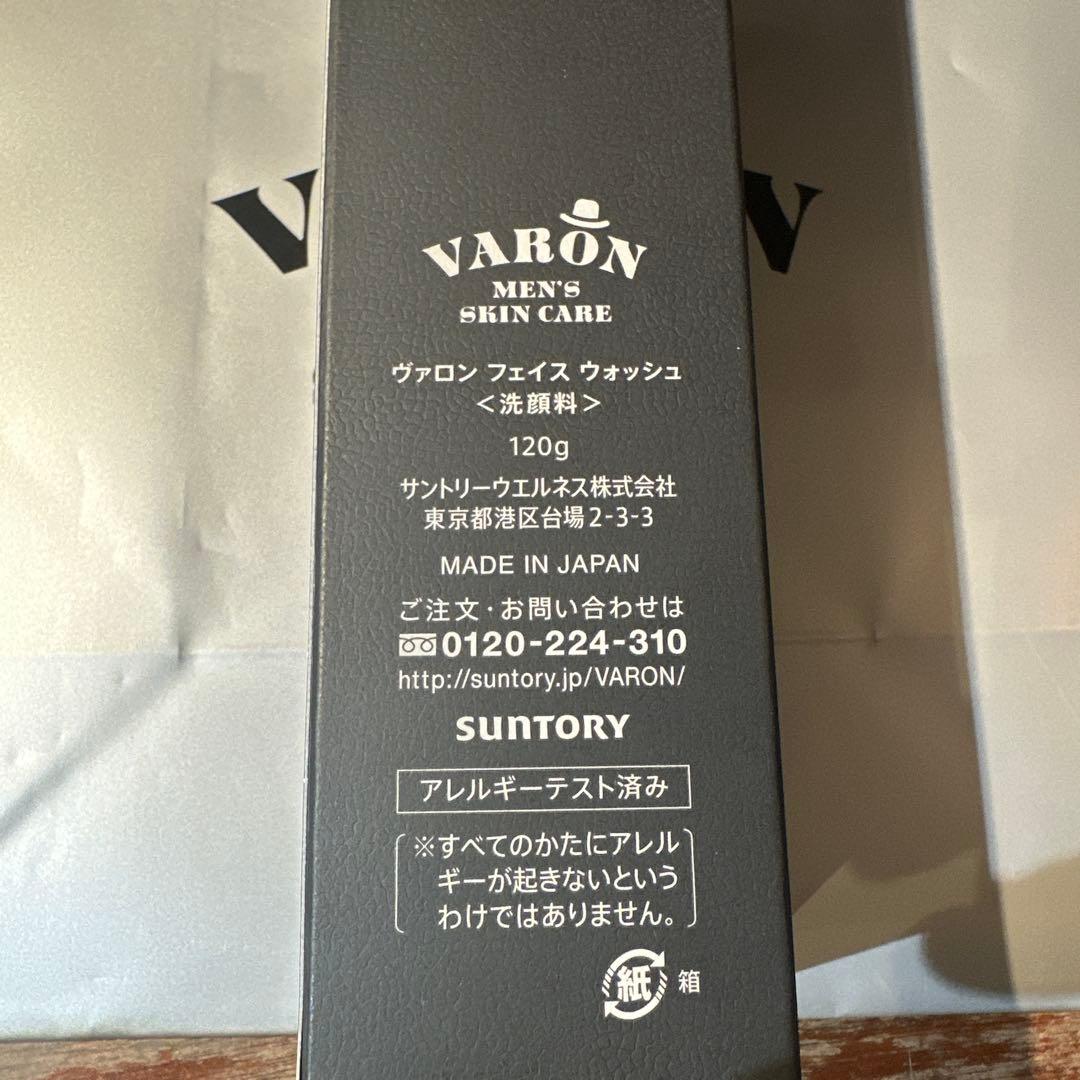 VARON
MEN'S
SKIN CARE
ヴァロン フェイス ウォッシュ
＜洗顔料＞
120g
サントリーウエルネス株式会社
東京都港区台場2-3-3
MADE IN JAPAN
ご注文・お問い合わせは
0120-224-310
http://suntory.jp/VARON/
SUNTORY
アレルギーテスト済み
※すべてのかたにアレル
ギーが起きないという
わけではありません。
紙 箱
V